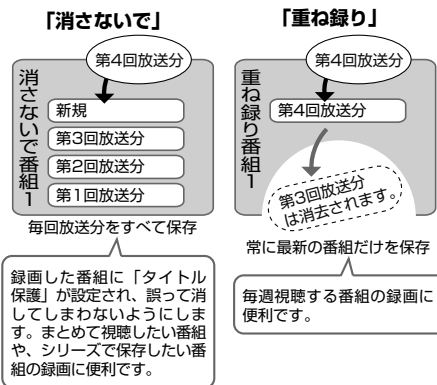 「消さないで」
第4回放送分
消さないで番組1
新規
第3回放送分
第2回放送分
第1回放送分
毎回放送分をすべて保存
録画した番組に「タイトル
保護」が設定され、誤って消
してしまわないようにしま
す。まとめて視聴したい番組
や、シリーズで保存したい番
組の録画に便利です。
「重ね録り」
第4回放送分
重ね録り番組1
第4回放送分
第3回放送分
は消去されます。
常に最新の番組だけを保存
毎週視聴する番組の録画に
便利です。